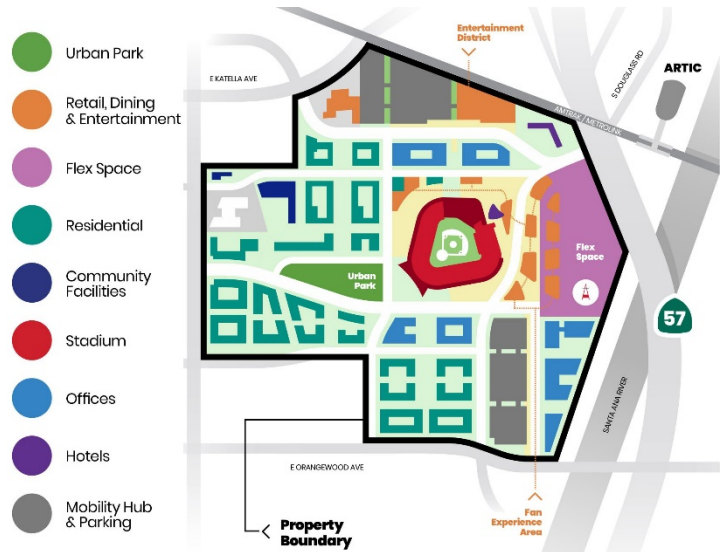 Urban Park
Retail, Dining
& Entertainment
Flex Space
Residential
Community
Facilities
Stadium
Offices
Hotels
Mobility Hub
& Parking
Entertainment
District
E KATELLA AVE
S DOUGLASS RD
ARTIC
AMTRAK / METROLINK
Urban
Park
Flex
Space
57
SANTA ANA RIVER
E ORANGEWOOD AVE
Property
Boundary
Fan
Experience
Area